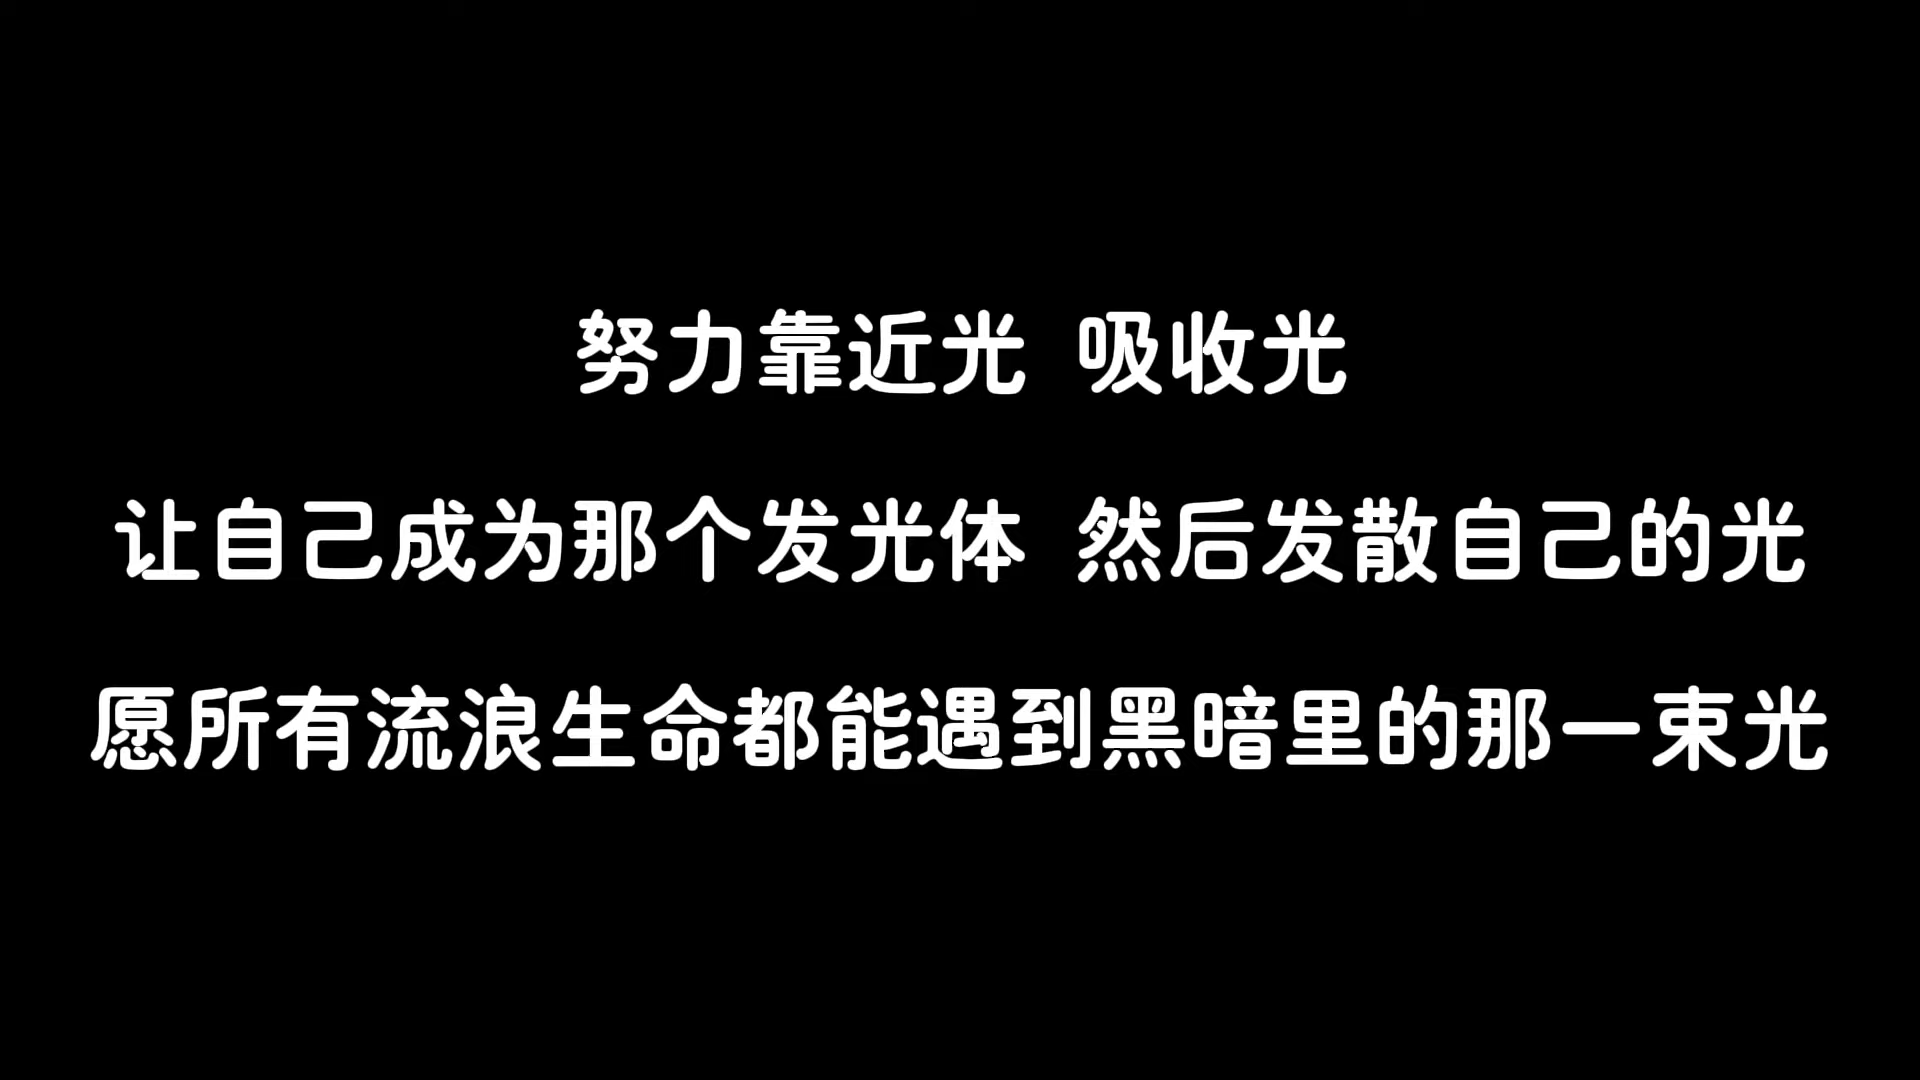 努力靠近光 吸收光
让自己成为那个发光体 然后发散自己的光
愿所有流浪生命都能遇到黑暗里的那一束光